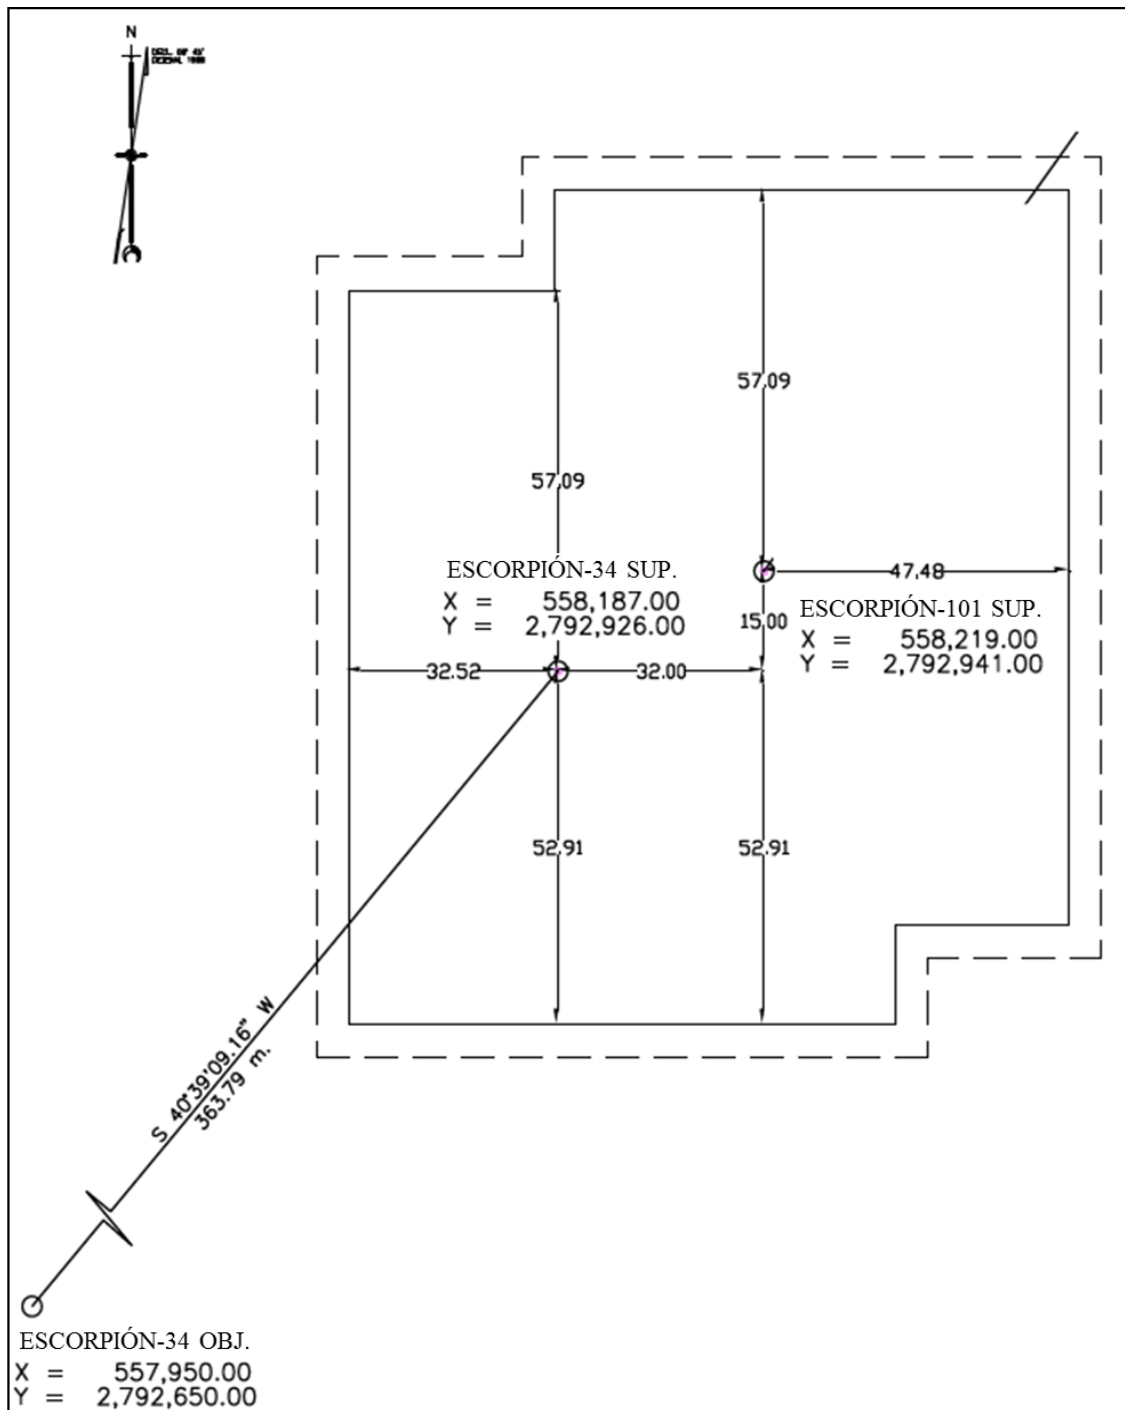 N
57.09
57.09
ESCORPIÓN-34 SUP.
X = 558,187.00
Y = 2,792,926.00
47.48
15.00
ESCORPIÓN-101 SUP.
X = 558,219.00
Y = 2,792,941.00
32.52
32.00
52.91
52.91
S 40°39'09.16" W
363.79 m.
ESCORPIÓN-34 OBJ.
X = 557,950.00
Y = 2,792,650.00